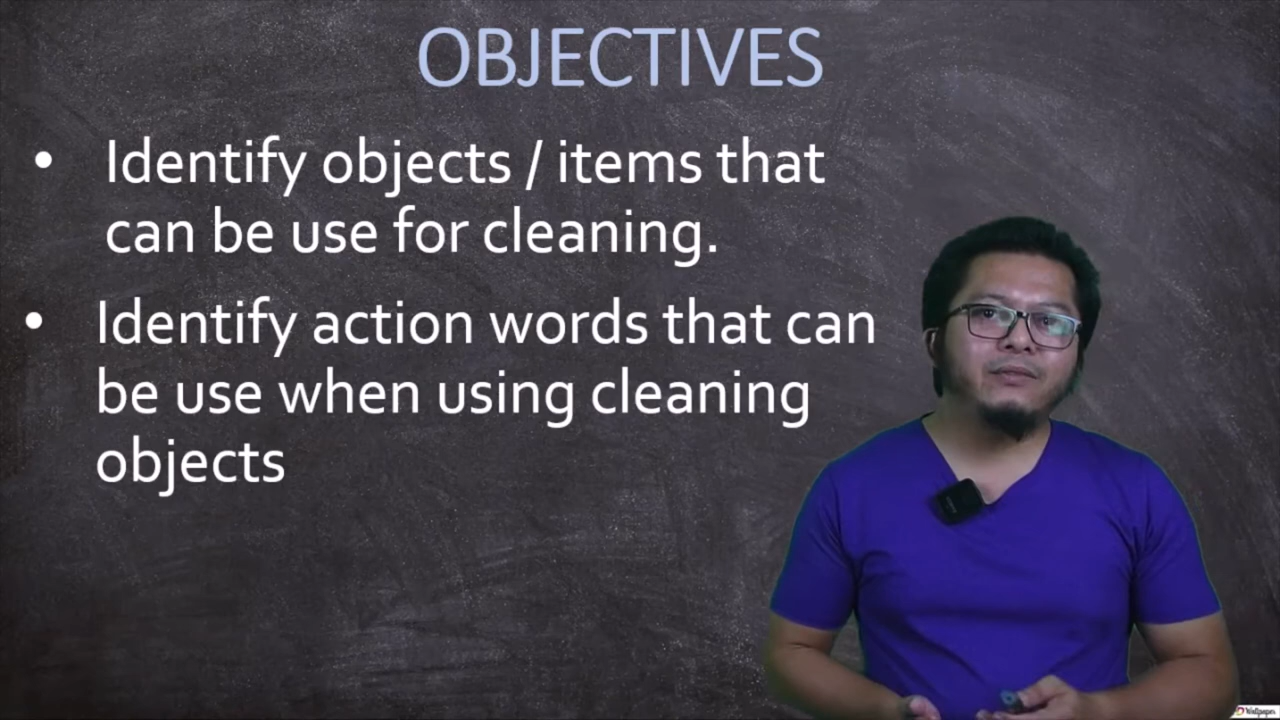 OBJECTIVES
• Identify objects / items that
can be use for cleaning.
• Identify action words that can
be use when using cleaning
objects
Wallpaper